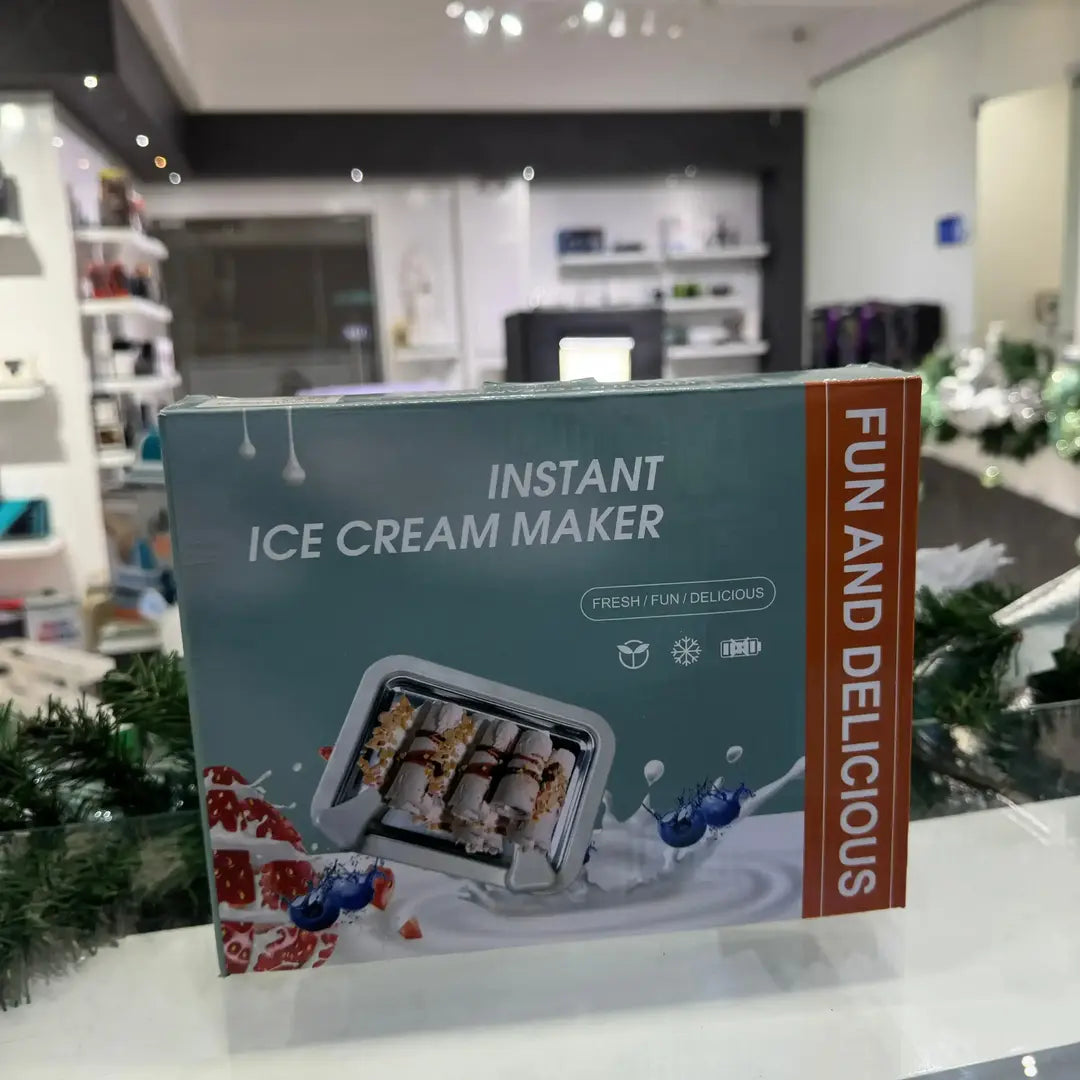 INSTANT
ICE CREAM MAKER
FRESH / FUN / DELICIOUS
FUN AND DELICIOUS